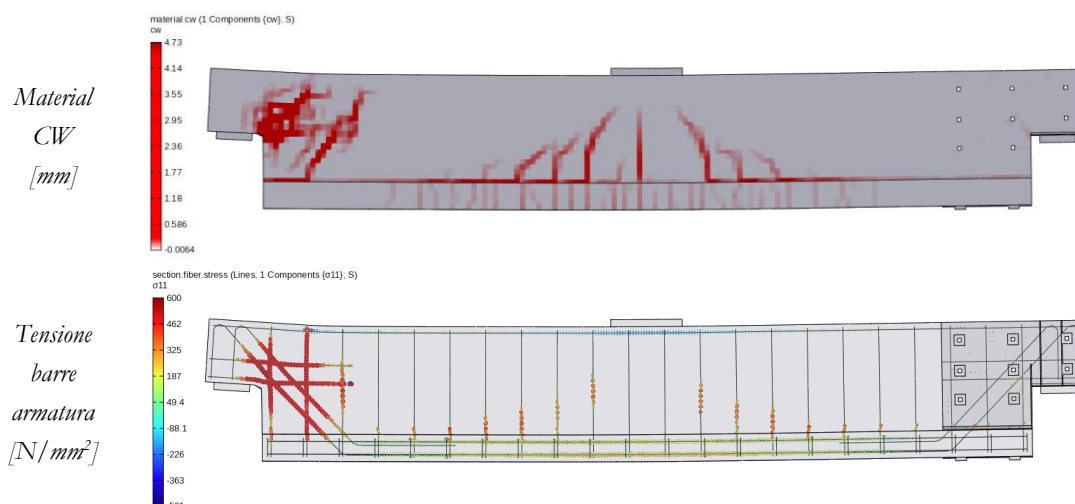 material.cw (1 Components {cw}; S)
cw
4.73
4.14
3.55
2.95
2.36
1.77
1.18
0.586
-0.0064
Material
CW
[mm]
section.fiber.stress (Lines; 1 Components {σ11}; S)
σ11
600
462
325
187
49.4
-88.1
-226
-363
Tensione
barre
armatura
[N/mm²]